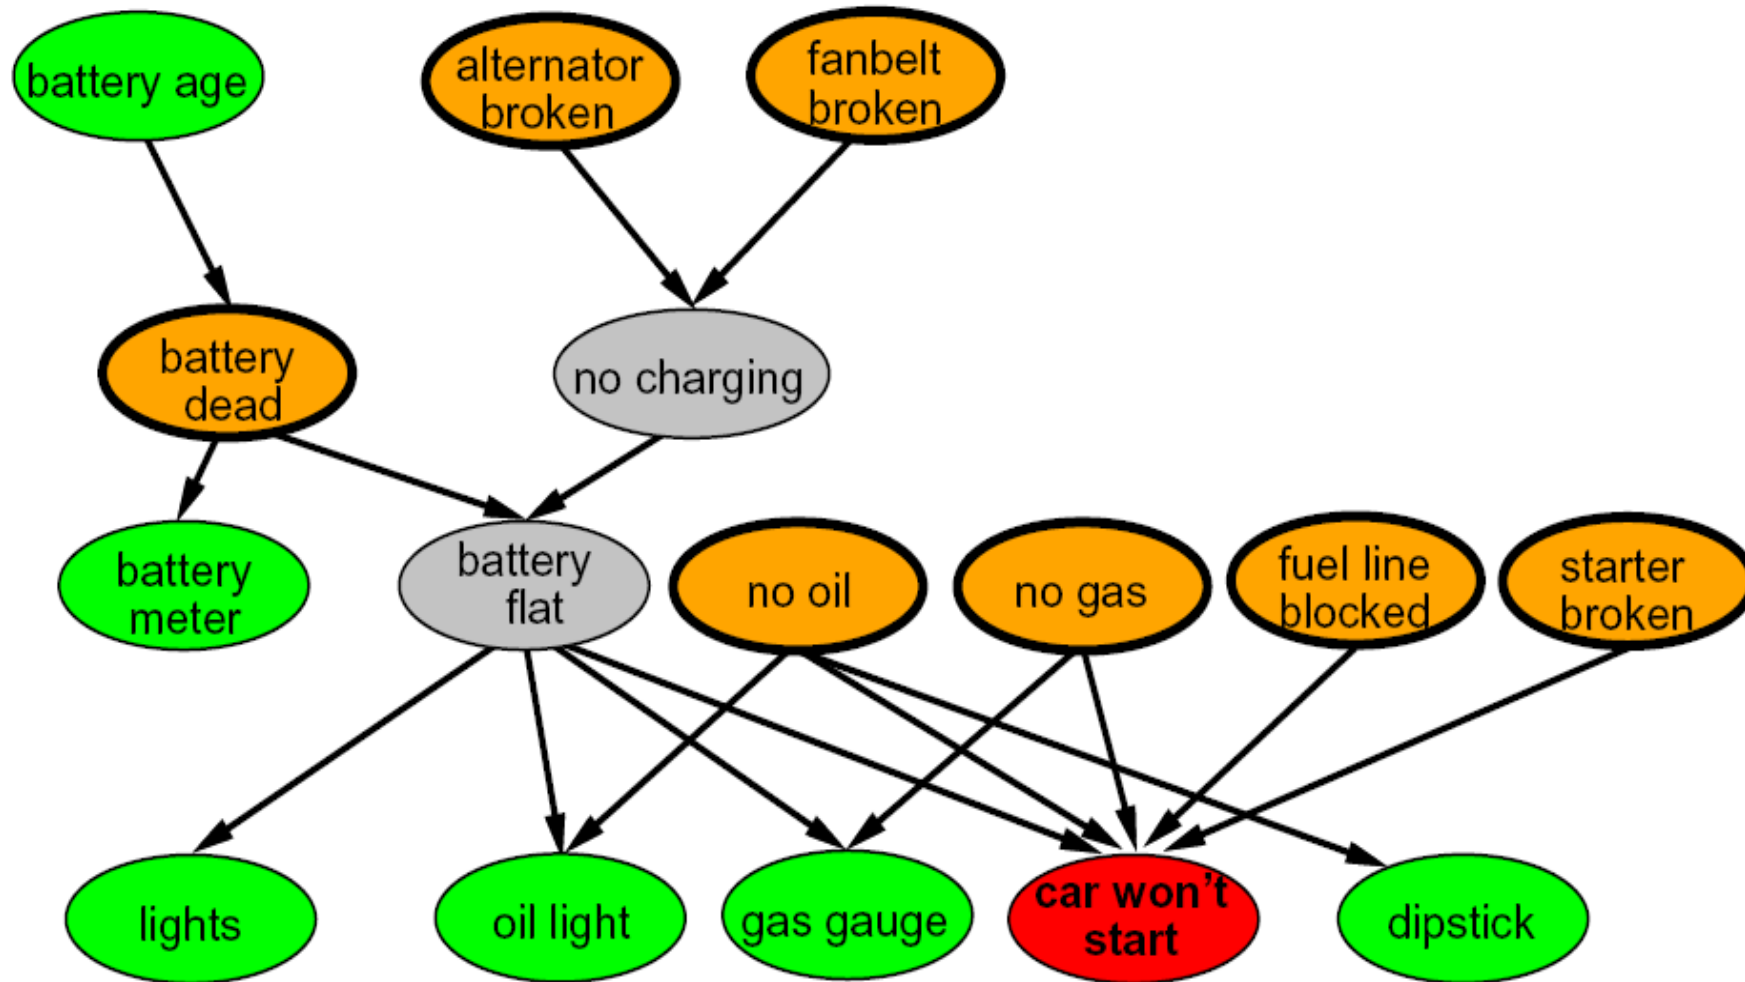 battery age
alternator
broken
fanbelt
broken
battery
dead
no charging
battery
meter
battery
flat
no oil
no gas
fuel line
blocked
starter
broken
lights
oil light
gas gauge
car won't
start
dipstick